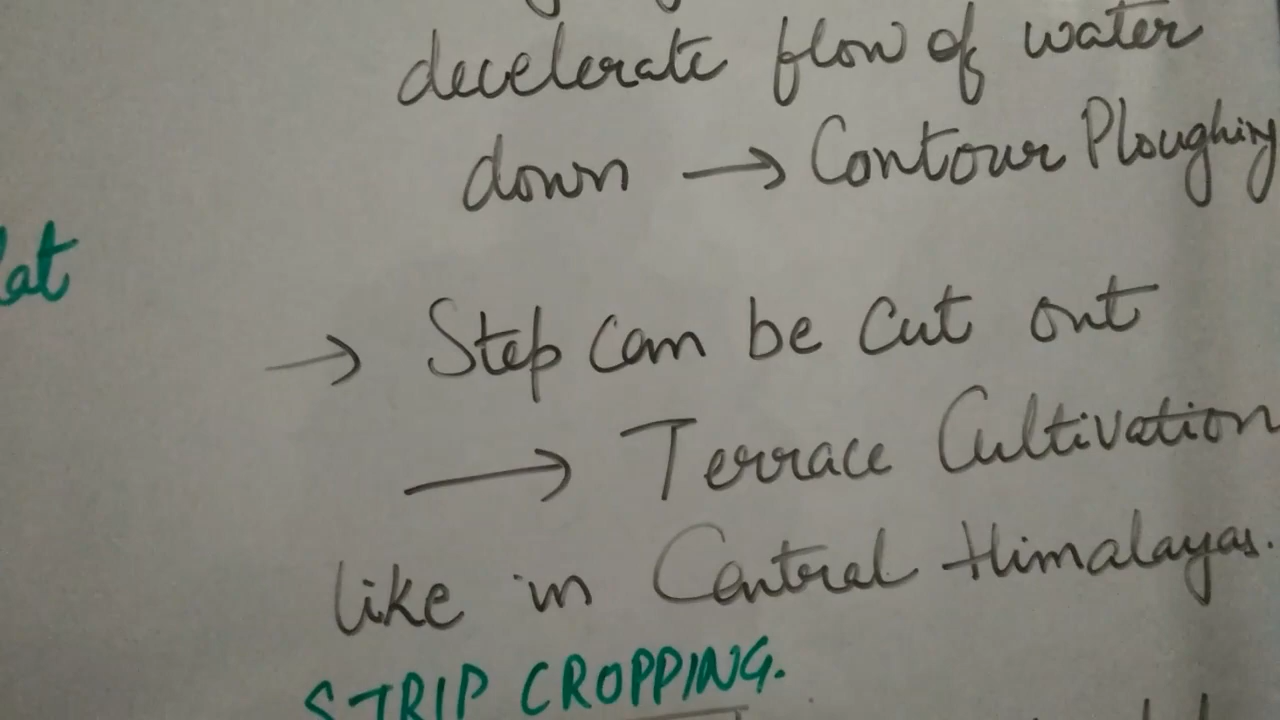 decelerate flow of water
down → Contour Ploughing
→ Step can be cut out
→ Terrace Cultivation
like in Central Himalayas.
STRIP CROPPING.